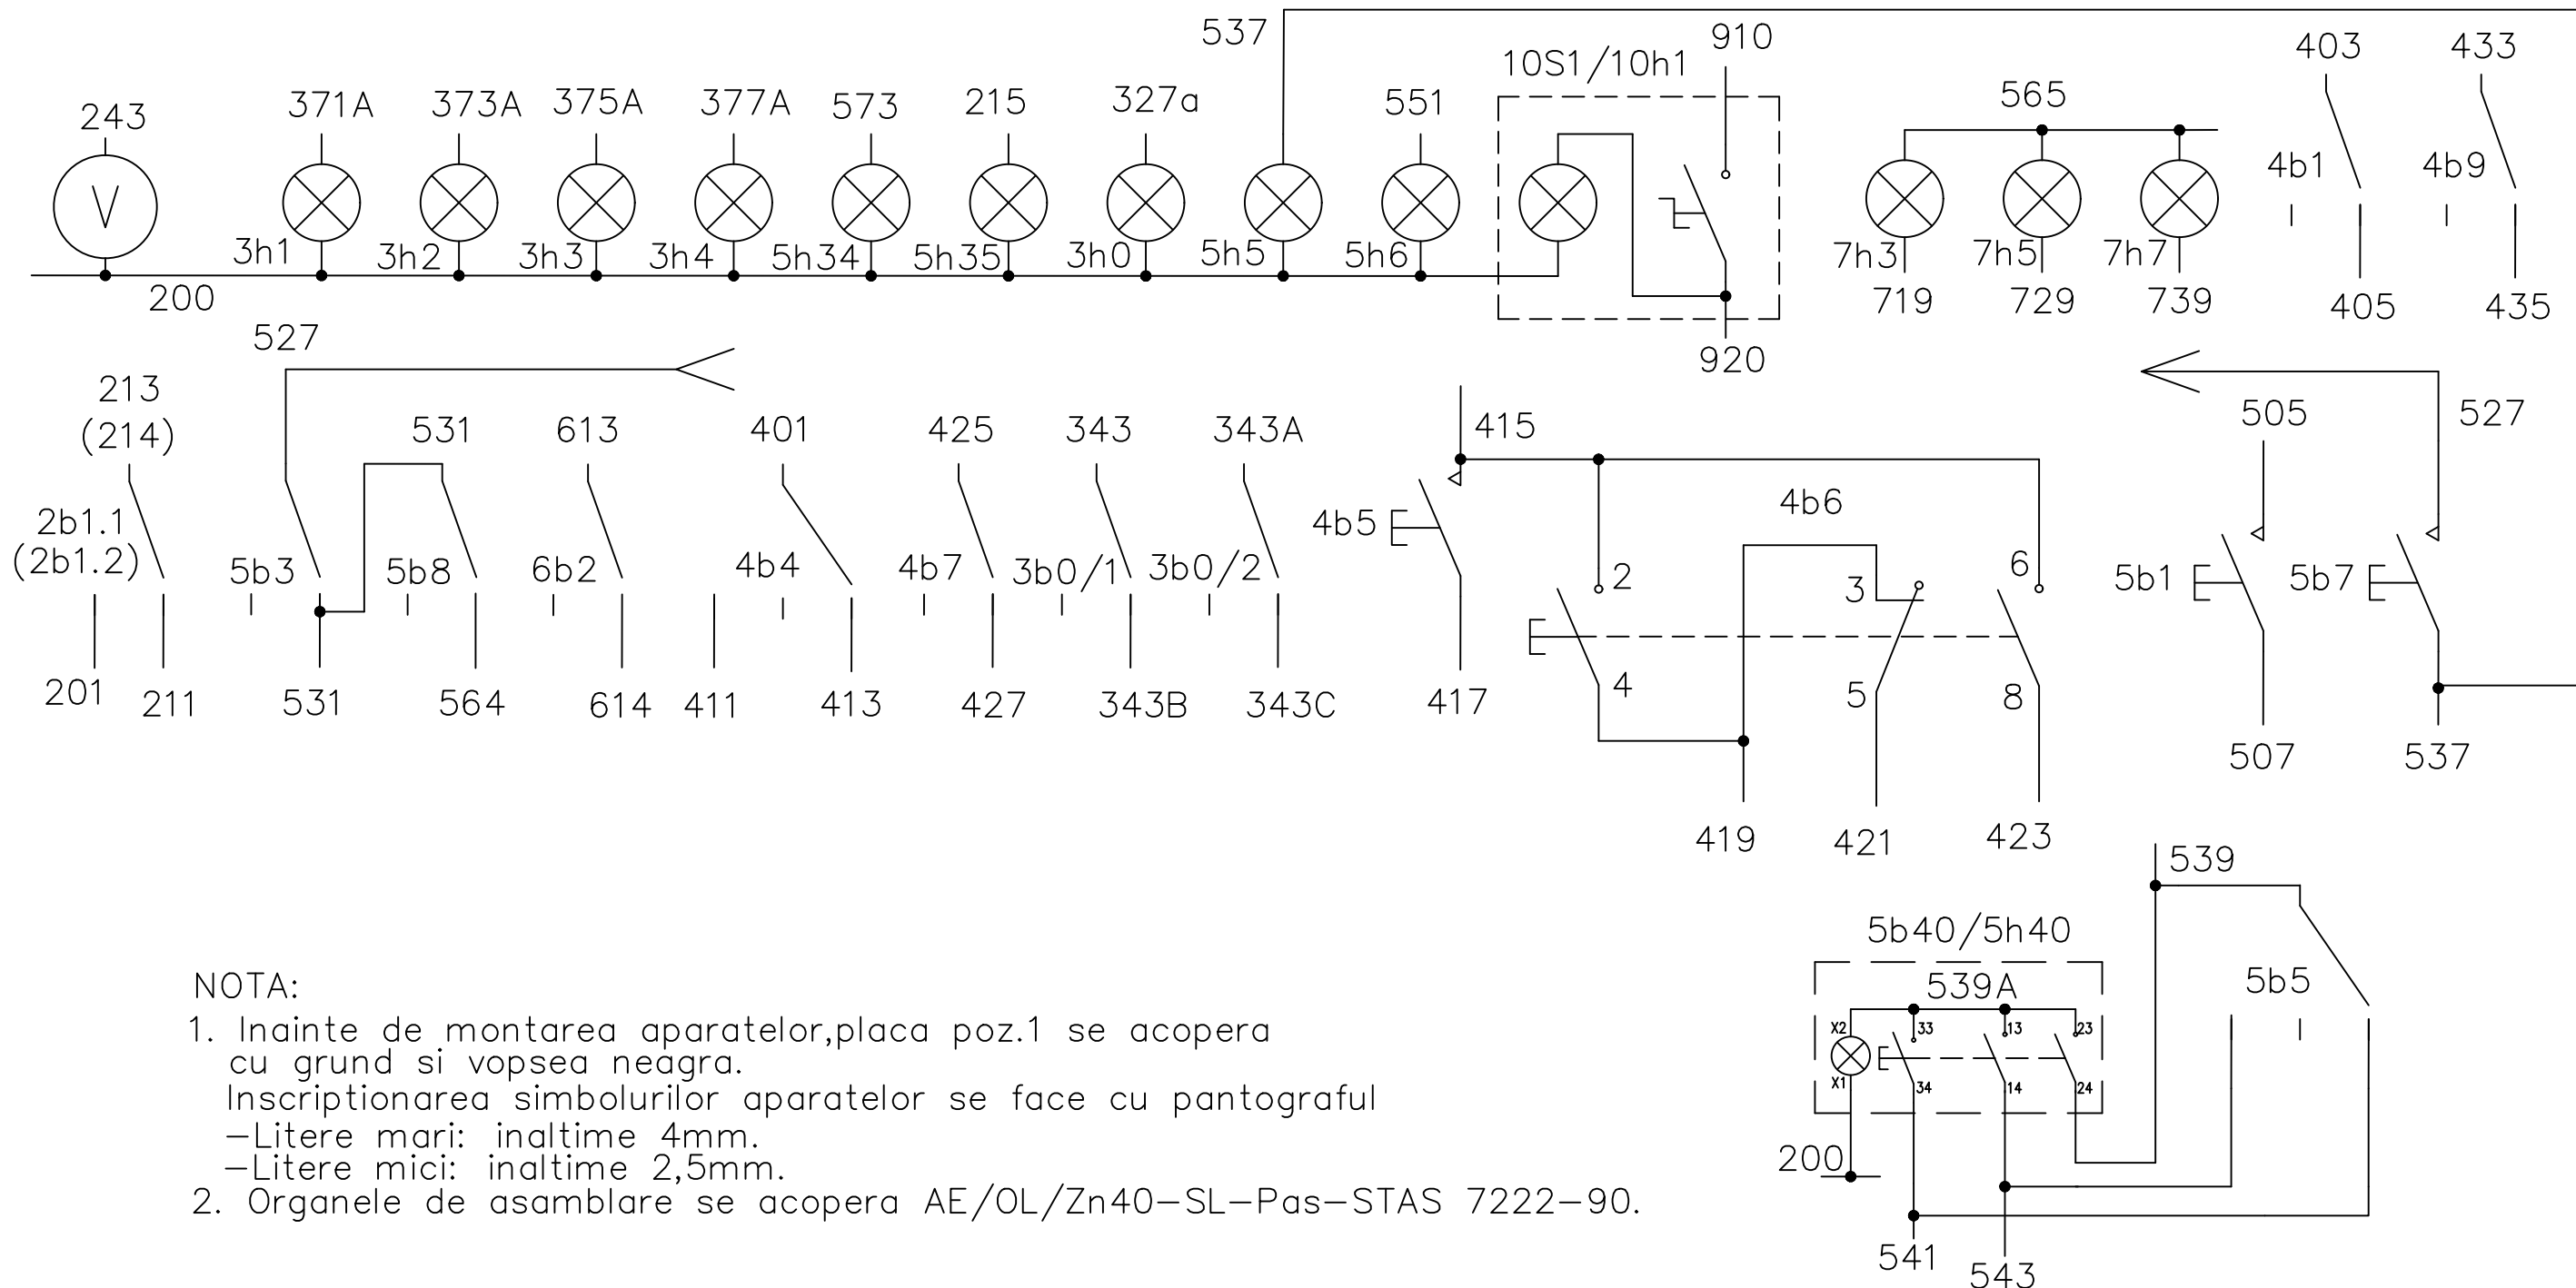 537
910
10S1/10h1
403
433
243
371A
373A
375A
377A
573
215
327a
551
565
V
4b1
4b9
3h1
3h2
3h3
3h4
5h34
5h35
3h0
5h5
5h6
7h3
7h5
7h7
200
719
729
739
405
435
527
920
213
(214)
531
613
401
425
343
343A
415
505
527
2b1.1
(2b1.2)
5b3
5b8
6b2
4b4
4b7
3b0/1
3b0/2
4b5
4b6
2
3
6
5b1
5b7
4
5
8
201
211
531
564
614
411
413
427
343B
343C
417
507
537
419
421
423
539
5b40/5h40
539A
5b5
X2
33
13
23
X1
34
14
24
200
541
543
NOTA:
1. Inainte de montarea aparatelor,placa poz.1 se acopera
cu grund si vopsea neagra.
Inscriptionarea simbolurilor aparatelor se face cu pantograful
-Litere mari: inaltime 4mm.
-Litere mici: inaltime 2,5mm.
2. Organele de asamblare se acopera AE/OL/Zn40-SL-Pas-STAS 7222-90.